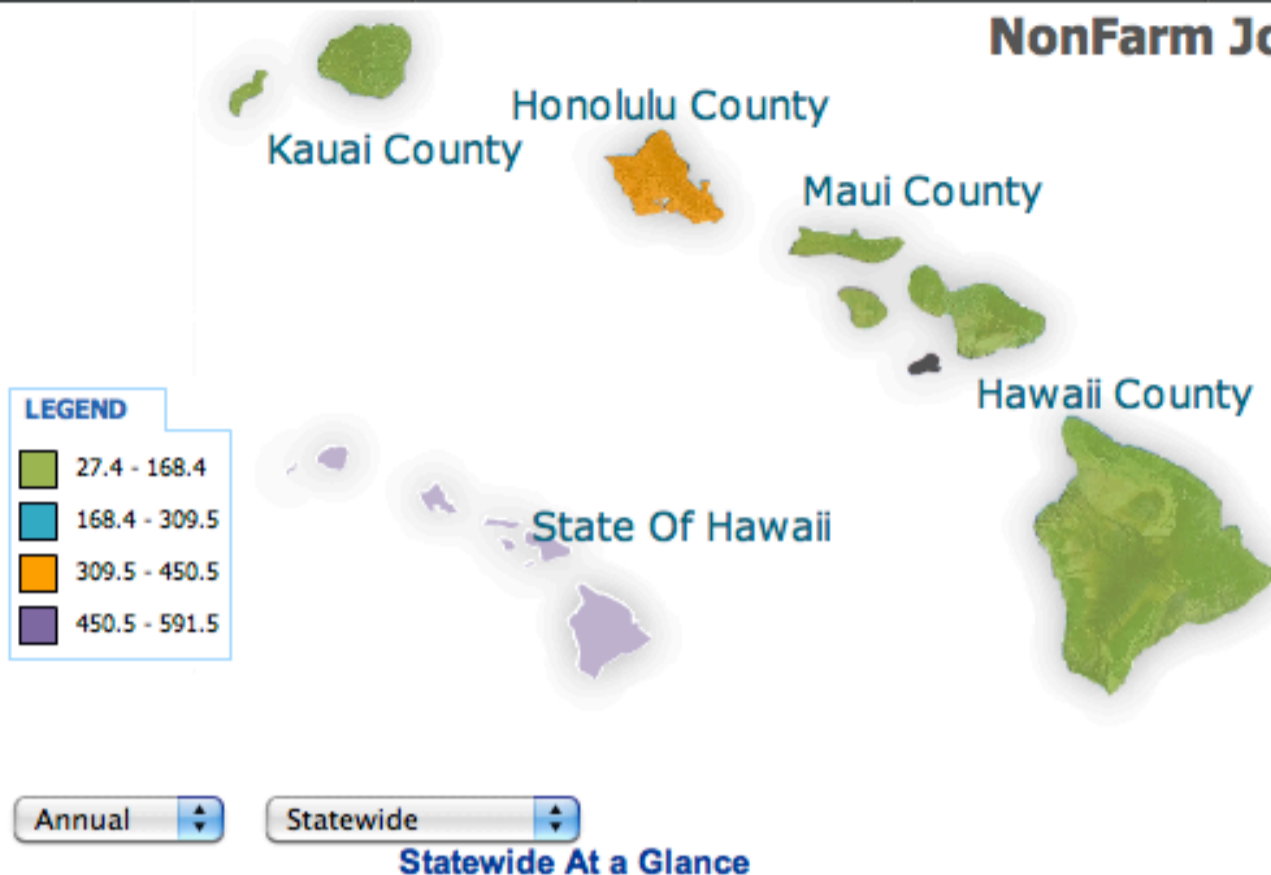 NonFarm
Honolulu County
Kauai County
Maui County
Hawaii County
LEGEND
27.4 - 168.4
168.4 - 309.5
309.5 - 450.5
450.5 - 591.5
State Of Hawaii
Annual
Statewide
Statewide At a Glance